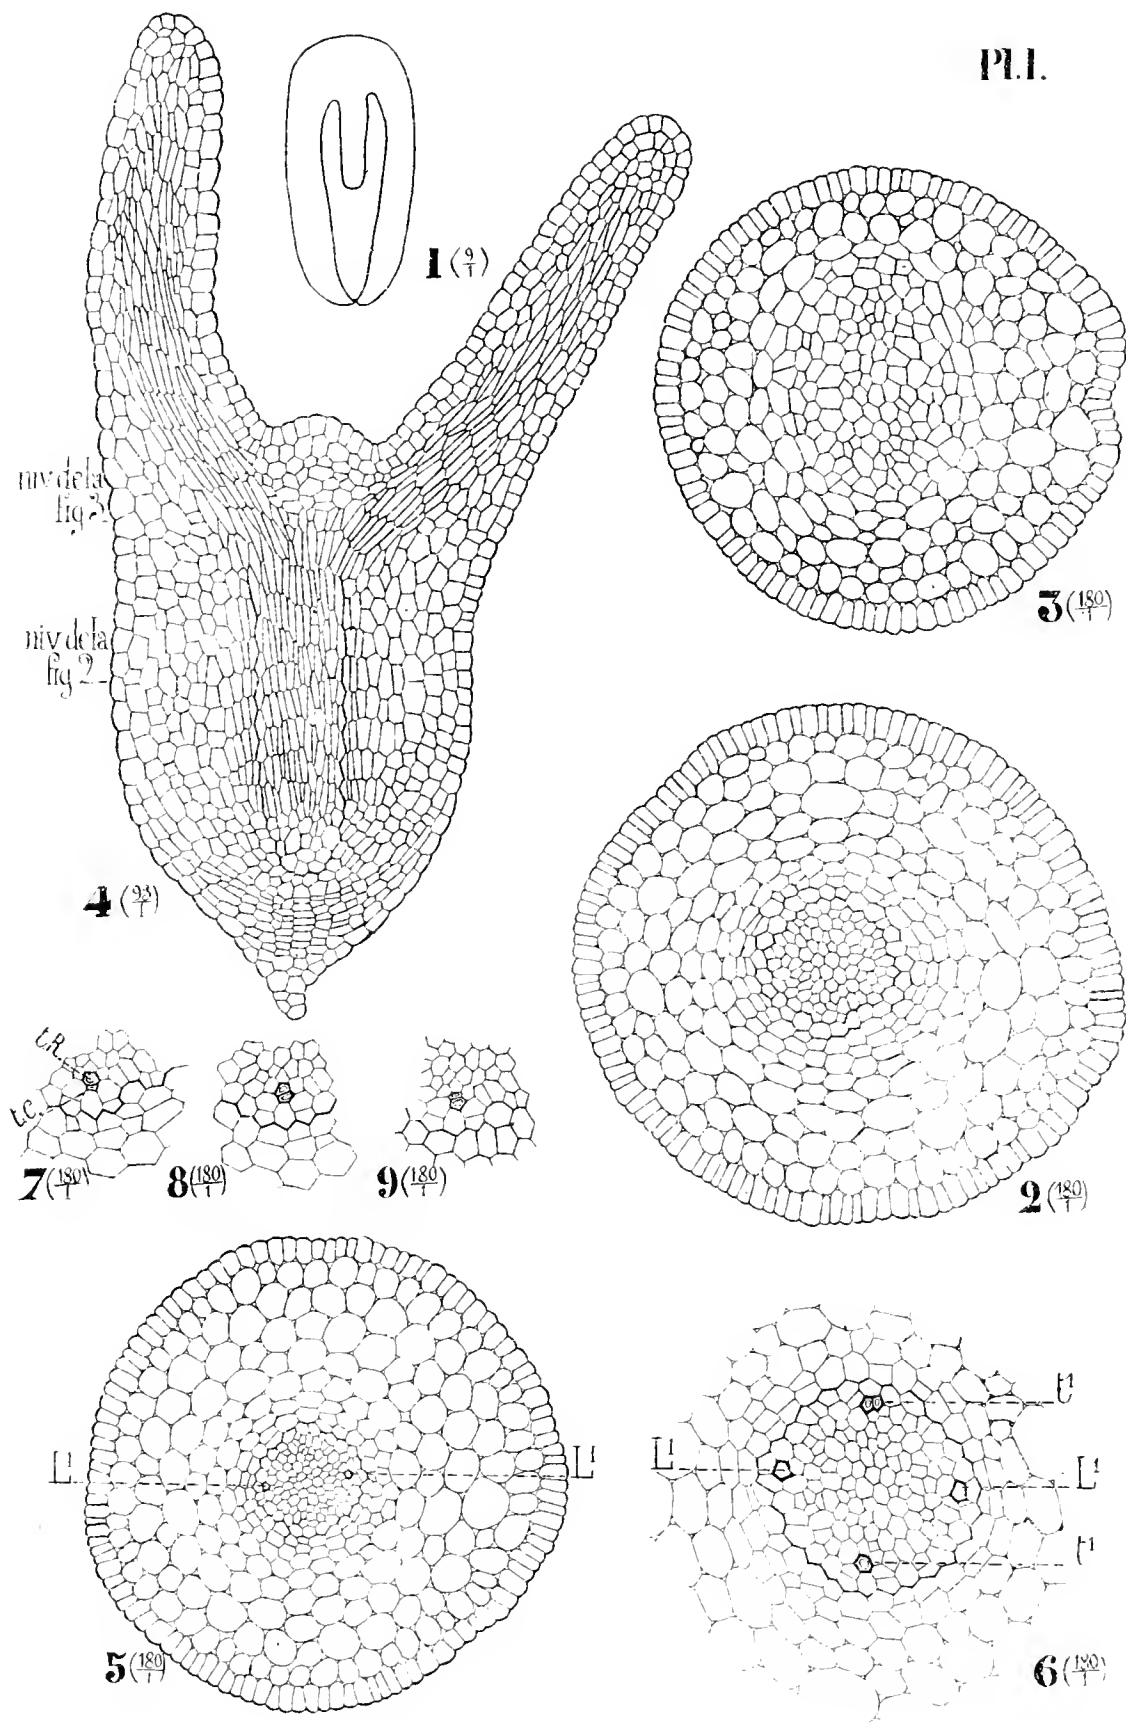 Pl.1.
1 (9/1)
niv de la
fig 3.
3 (180/1)
niv de la
fig 2.
4 (93/1)
t.R.
t.C.
7 (180/1)
8 (180/1)
9 (180/1)
2 (180/1)
L¹
L¹
5 (180/1)
t¹
L¹
L¹
t¹
6 (180/1)